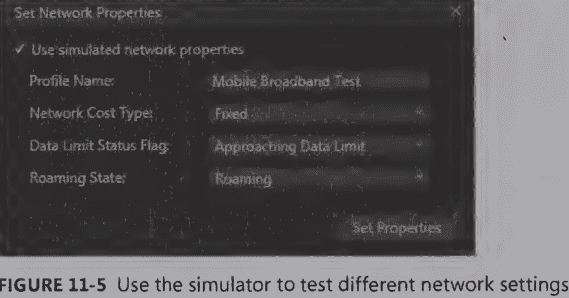 Set Network Properties
✓ Use simulated network properties
Profile Name: Mobile Broadband Test
Network Cost Type: Fixed
Data Limit Status Flag: Approaching Data Limit
Roaming State: Roaming
Set Properties
FIGURE 11-5 Use the simulator to test different network settings